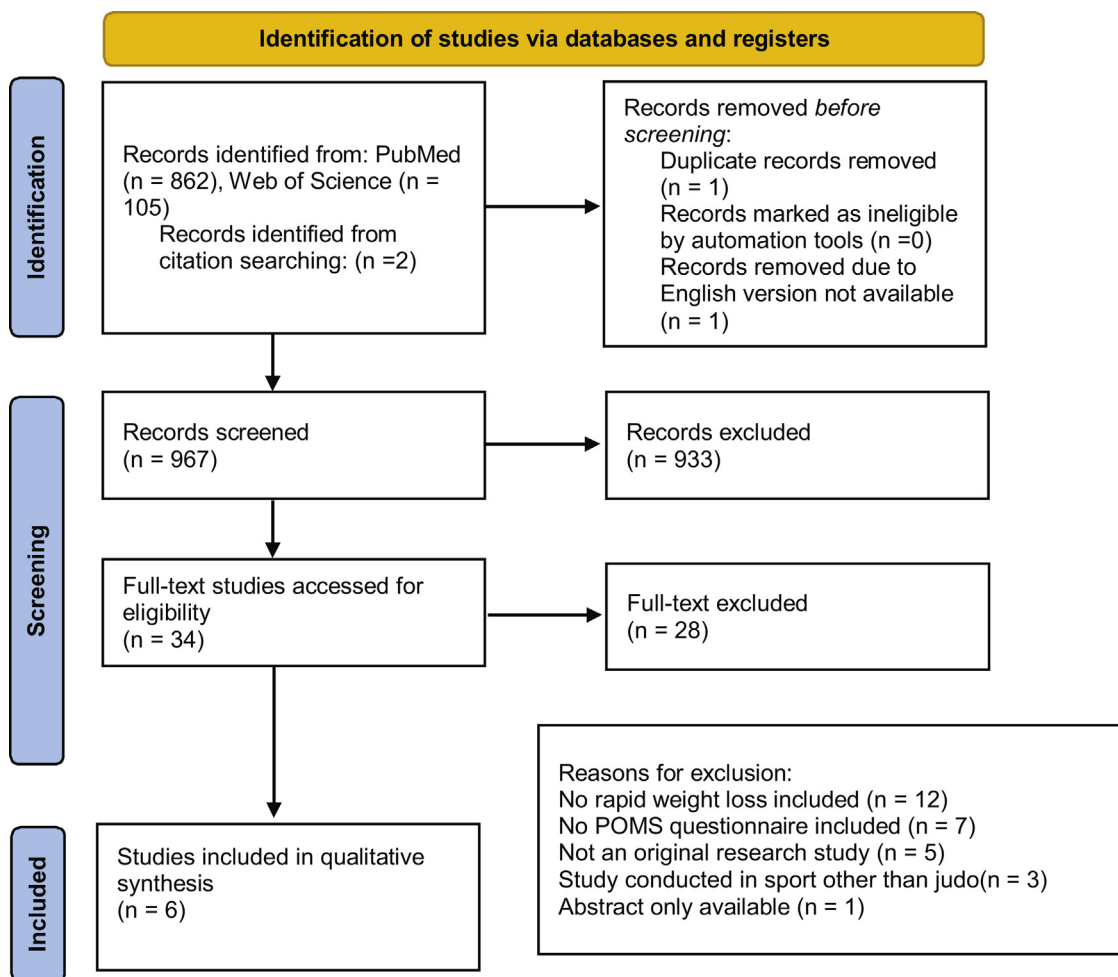 Identification of studies via databases and registers
Identification
Records identified from: PubMed
(n = 862), Web of Science (n =
105)
Records identified from
citation searching: (n =2)
Records removed before
screening:
Duplicate records removed
(n = 1)
Records marked as ineligible
by automation tools (n =0)
Records removed due to
English version not available
(n = 1)
Screening
Records screened
(n = 967)
Records excluded
(n = 933)
Full-text studies accessed for
eligibility
(n = 34)
Full-text excluded
(n = 28)
Reasons for exclusion:
No rapid weight loss included (n = 12)
No POMS questionnaire included (n = 7)
Not an original research study (n = 5)
Study conducted in sport other than judo(n = 3)
Abstract only available (n = 1)
Included
Studies included in qualitative
synthesis
(n = 6)